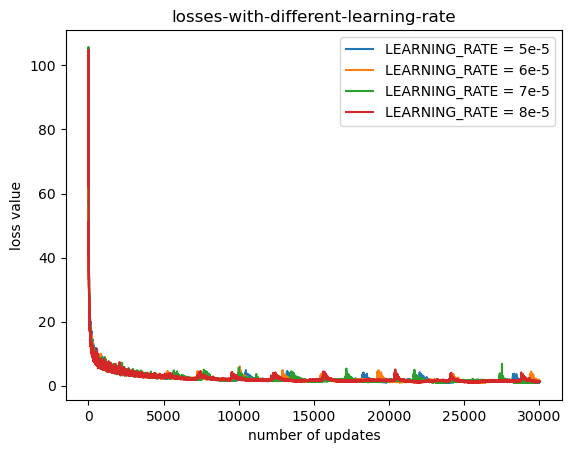 losses-with-different-learning-rate
LEARNING_RATE = 5e-5
LEARNING_RATE = 6e-5
LEARNING_RATE = 7e-5
LEARNING_RATE = 8e-5
100
80
60
40
20
0
loss value
0 5000 10000 15000 20000 25000 30000
number of updates